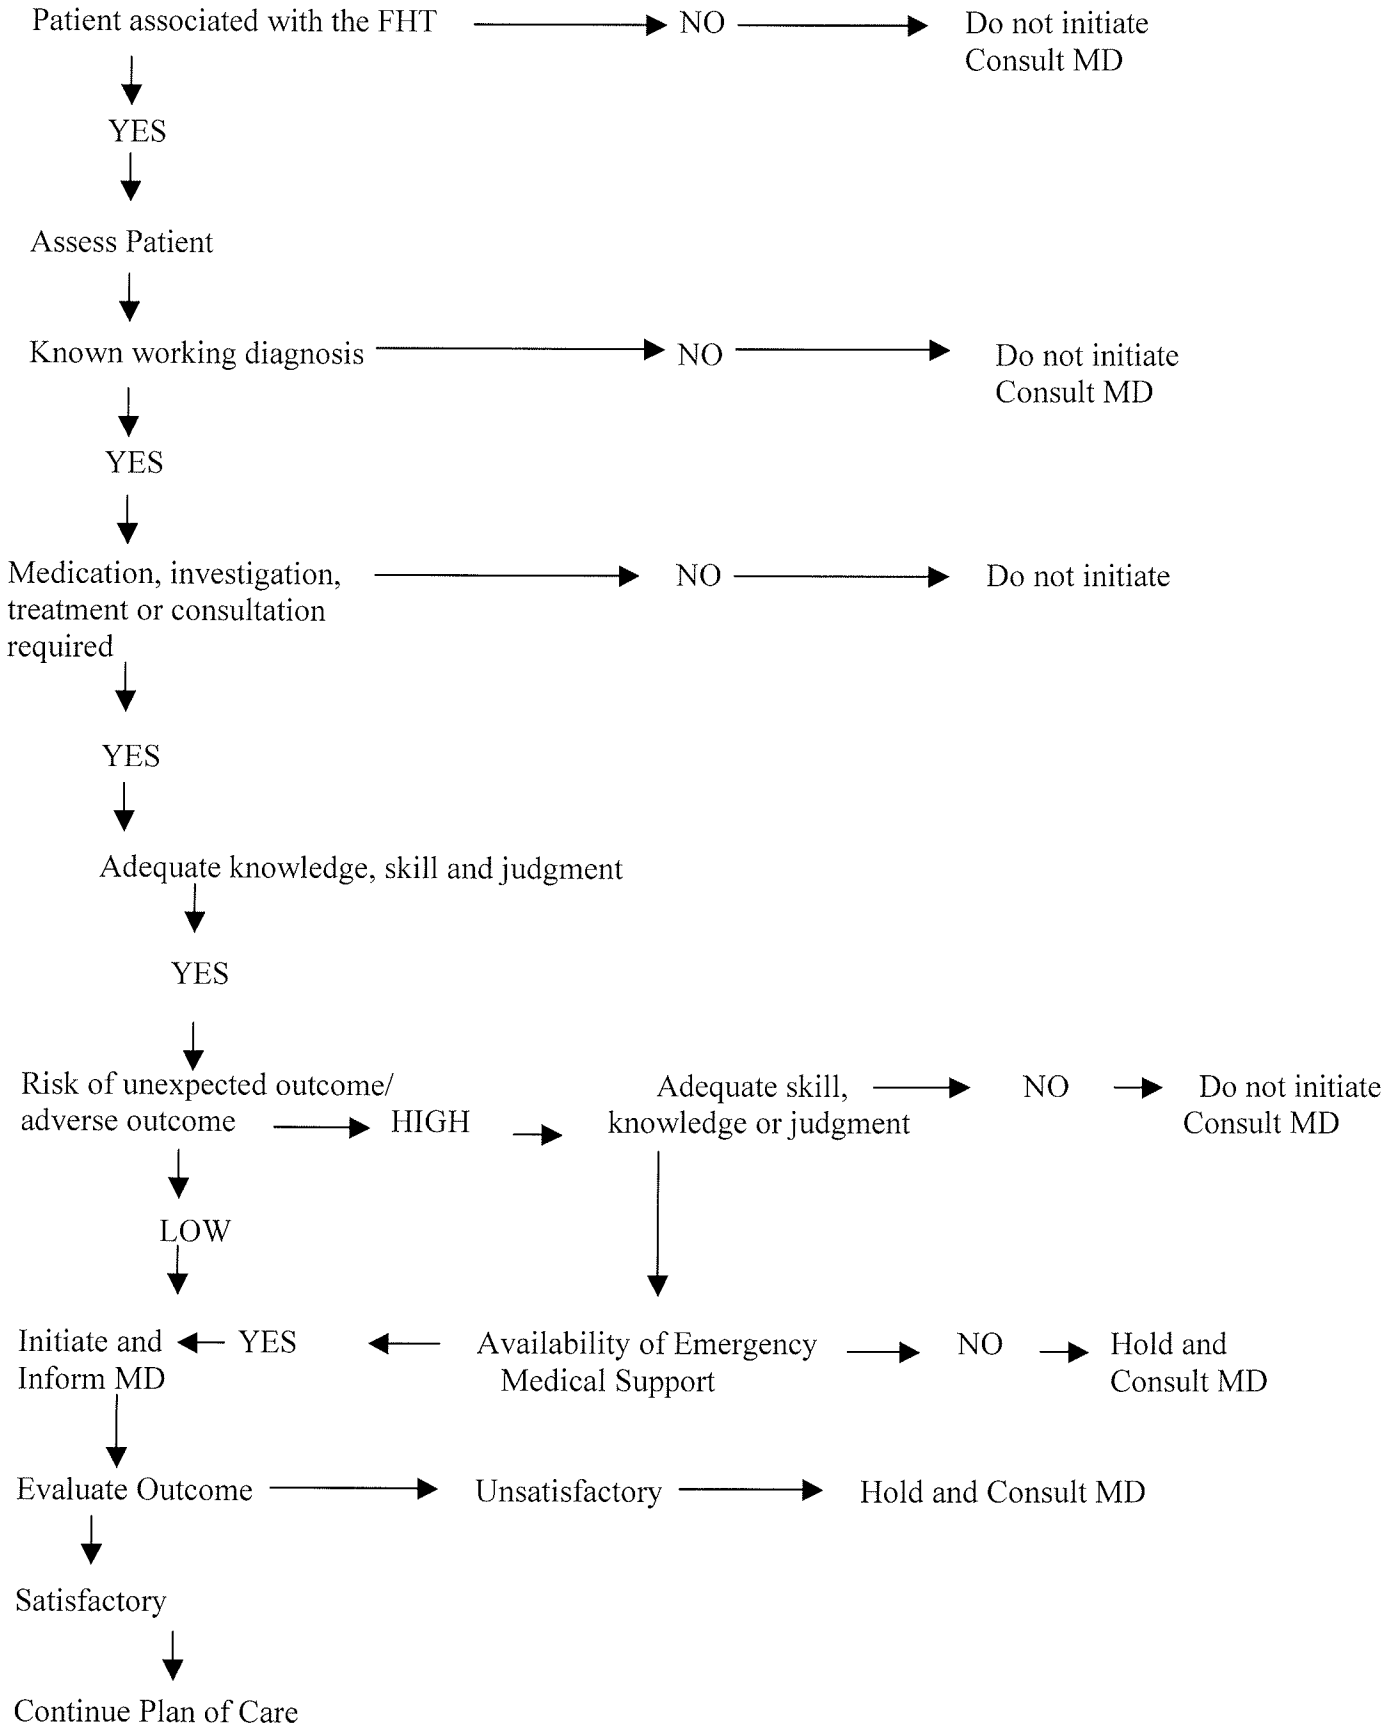 Patient associated with the FHT
NO
Do not initiate
Consult MD
YES
Assess Patient
Known working diagnosis
NO
Do not initiate
Consult MD
YES
Medication, investigation,
treatment or consultation
required
NO
Do not initiate
YES
Adequate knowledge, skill and judgment
YES
Risk of unexpected outcome/
adverse outcome
HIGH
Adequate skill,
knowledge or judgment
NO
Do not initiate
Consult MD
LOW
Initiate and
Inform MD
YES
Availability of Emergency
Medical Support
NO
Hold and
Consult MD
Evaluate Outcome
Unsatisfactory
Hold and Consult MD
Satisfactory
Continue Plan of Care